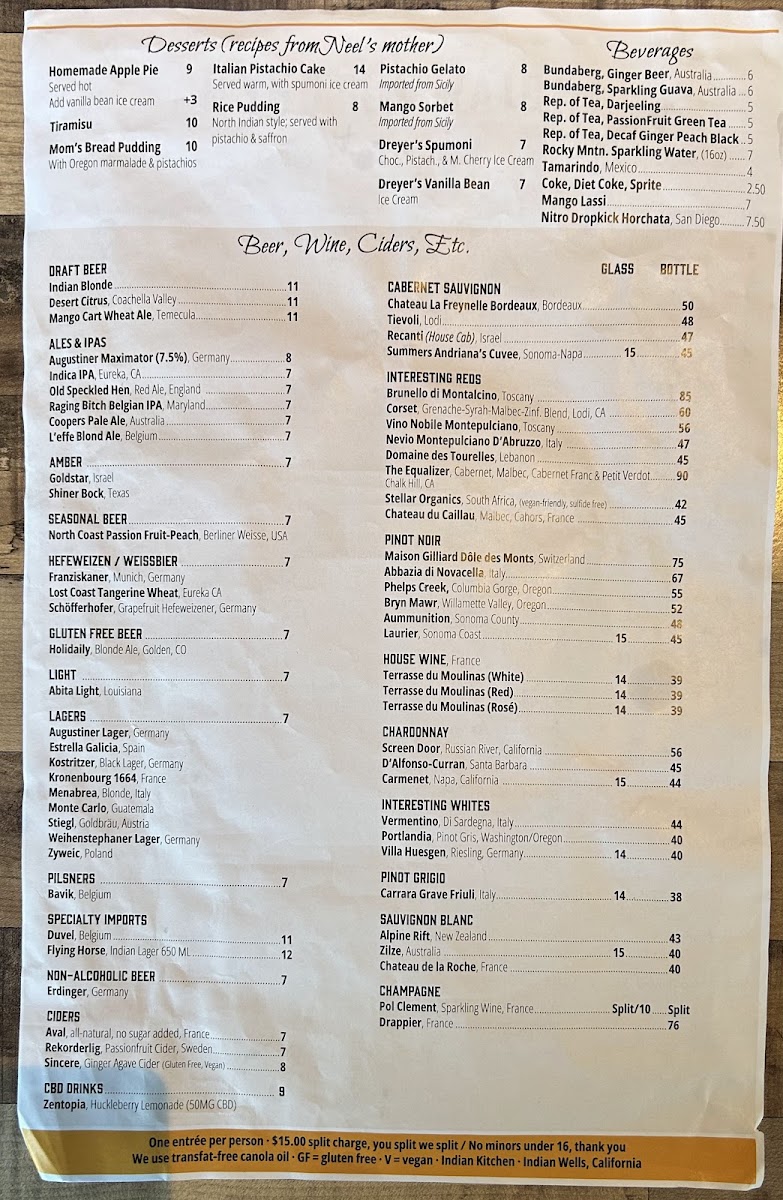 Desserts (recipes from Neel's mother)
Homemade Apple Pie 9
Served hot
Add vanilla bean ice cream +3
Tiramisu 10
Mom's Bread Pudding 10
With Oregon marmalade & pistachios
Italian Pistachio Cake 14
Served warm, with spumoni ice cream
Rice Pudding 8
North Indian style; served with
pistachio & saffron
Pistachio Gelato 8
Imported from Sicily
Mango Sorbet 8
Imported from Sicily
Dreyer's Spumoni 7
Choc., Pistach., & M. Cherry Ice Cream
Dreyer's Vanilla Bean 7
Ice Cream
Beverages
Bundaberg, Ginger Beer, Australia 6
Bundaberg, Sparkling Guava, Australia 6
Rep. of Tea, Darjeeling 5
Rep. of Tea, PassionFruit Green Tea 5
Rep. of Tea, Decaf Ginger Peach Black 5
Rocky Mntn. Sparkling Water, (16oz) 7
Tamarindo, Mexico 4
Coke, Diet Coke, Sprite 2.50
Mango Lassi 7
Nitro Dropkick Horchata, San Diego 7.50
Beer, Wine, Ciders, Etc.
DRAFT BEER
Indian Blonde 11
Desert Citrus, Coachella Valley 11
Mango Cart Wheat Ale, Temecula 11
ALES & IPAS
Augustiner Maximator (7.5%), Germany 8
Indica IPA, Eureka, CA 7
Old Speckled Hen, Red Ale, England 7
Raging Bitch Belgian IPA, Maryland 7
Coopers Pale Ale, Australia 7
L'effe Blond Ale, Belgium 7
AMBER 7
Goldstar, Israel
Shiner Bock, Texas
SEASONAL BEER 7
North Coast Passion Fruit-Peach, Berliner Weisse, USA
HEFEWEIZEN / WEISSBIER 7
Franziskaner, Munich, Germany
Lost Coast Tangerine Wheat, Eureka CA
Schöfferhofer, Grapefruit Hefeweizener, Germany
GLUTEN FREE BEER 7
Holidaily, Blonde Ale, Golden, CO
LIGHT 7
Abita Light, Louisiana
LAGERS 7
Augustiner Lager, Germany
Estrella Galicia, Spain
Kostritzer, Black Lager, Germany
Kronenbourg 1664, France
Menabrea, Blonde, Italy
Monte Carlo, Guatemala
Stiegl, Goldbräu, Austria
Weihenstephaner Lager, Germany
Zyweic, Poland
PILSNERS 7
Bavik, Belgium
SPECIALTY IMPORTS
Duvel, Belgium 11
Flying Horse, Indian Lager 650 ML 12
NON-ALCOHOLIC BEER 7
Erdinger, Germany
CIDERS
Aval, all-natural, no sugar added, France 7
Rekorderlig, Passionfruit Cider, Sweden 7
Sincere, Ginger Agave Cider (Gluten Free, Vegan) 8
CBD DRINKS 9
Zentopia, Huckleberry Lemonade (50MG CBD)
GLASS BOTTLE
CABERNET SAUVIGNON
Chateau La Freynelle Bordeaux, Bordeaux 50
Tievoli, Lodi 48
Recanti (House Cab), Israel 47
Summers Andriana's Cuvee, Sonoma-Napa 15 45
INTERESTING REDS
Brunello di Montalcino, Toscany 85
Corset, Grenache-Syrah-Malbec-Zinf. Blend, Lodi, CA 60
Vino Nobile Montepulciano, Toscany 56
Nevio Montepulciano D'Abruzzo, Italy 47
Domaine des Tourelles, Lebanon 45
The Equalizer, Cabernet, Malbec, Cabernet Franc & Petit Verdot 90
Chalk Hill, CA
Stellar Organics, South Africa, (vegan-friendly, sulfide free) 42
Chateau du Caillau, Malbec, Cahors, France 45
PINOT NOIR
Maison Gilliard Dôle des Monts, Switzerland 75
Abbazia di Novacella, Italy 67
Phelps Creek, Columbia Gorge, Oregon 55
Bryn Mawr, Willamette Valley, Oregon 52
Aummunition, Sonoma County 48
Laurier, Sonoma Coast 15 45
HOUSE WINE, France
Terrasse du Moulinas (White) 14 39
Terrasse du Moulinas (Red) 14 39
Terrasse du Moulinas (Rosé) 14 39
CHARDONNAY
Screen Door, Russian River, California 56
D'Alfonso-Curran, Santa Barbara 45
Carmenet, Napa, California 15 44
INTERESTING WHITES
Vermentino, Di Sardegna, Italy 44
Portlandia, Pinot Gris, Washington/Oregon 40
Villa Huesgen, Riesling, Germany 14 40
PINOT GRIGIO
Carrara Grave Friuli, Italy 14 38
SAUVIGNON BLANC
Alpine Rift, New Zealand 43
Zilze, Australia 15 40
Chateau de la Roche, France 40
CHAMPAGNE
Pol Clement, Sparkling Wine, France Split/10 Split
Drappier, France 76
One entrée per person · $15.00 split charge, you split we split / No minors under 16, thank you
We use transfat-free canola oil · GF = gluten free · V = vegan · Indian Kitchen · Indian Wells, California